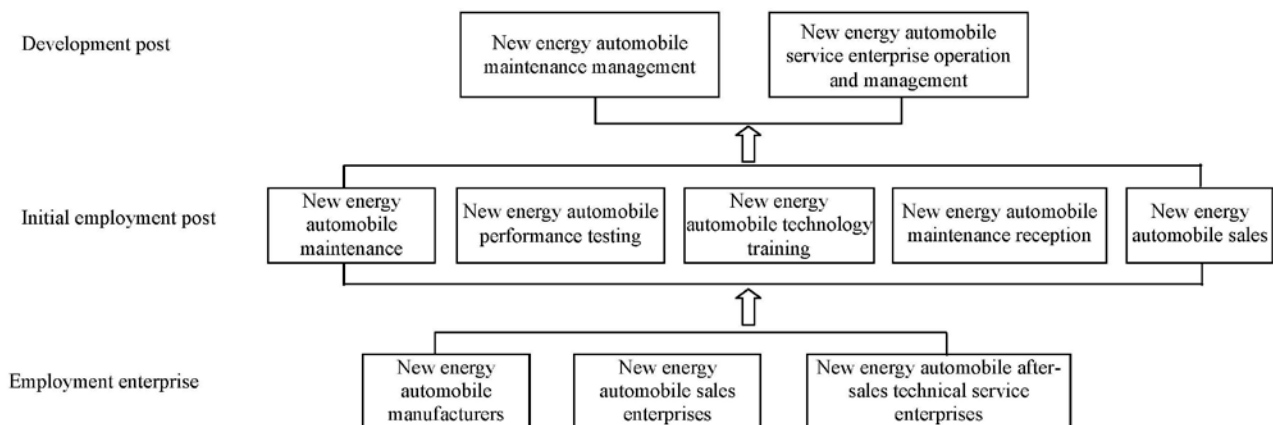 Development post
New energy automobile
maintenance management
New energy automobile
service enterprise operation
and management
Initial employment post
New energy
automobile
maintenance
New energy automobile
performance testing
New energy
automobile technology
training
New energy automobile
maintenance reception
New energy
automobile sales
Employment enterprise
New energy
automobile
manufacturers
New energy
automobile sales
enterprises
New energy automobile after-
sales technical service
enterprises